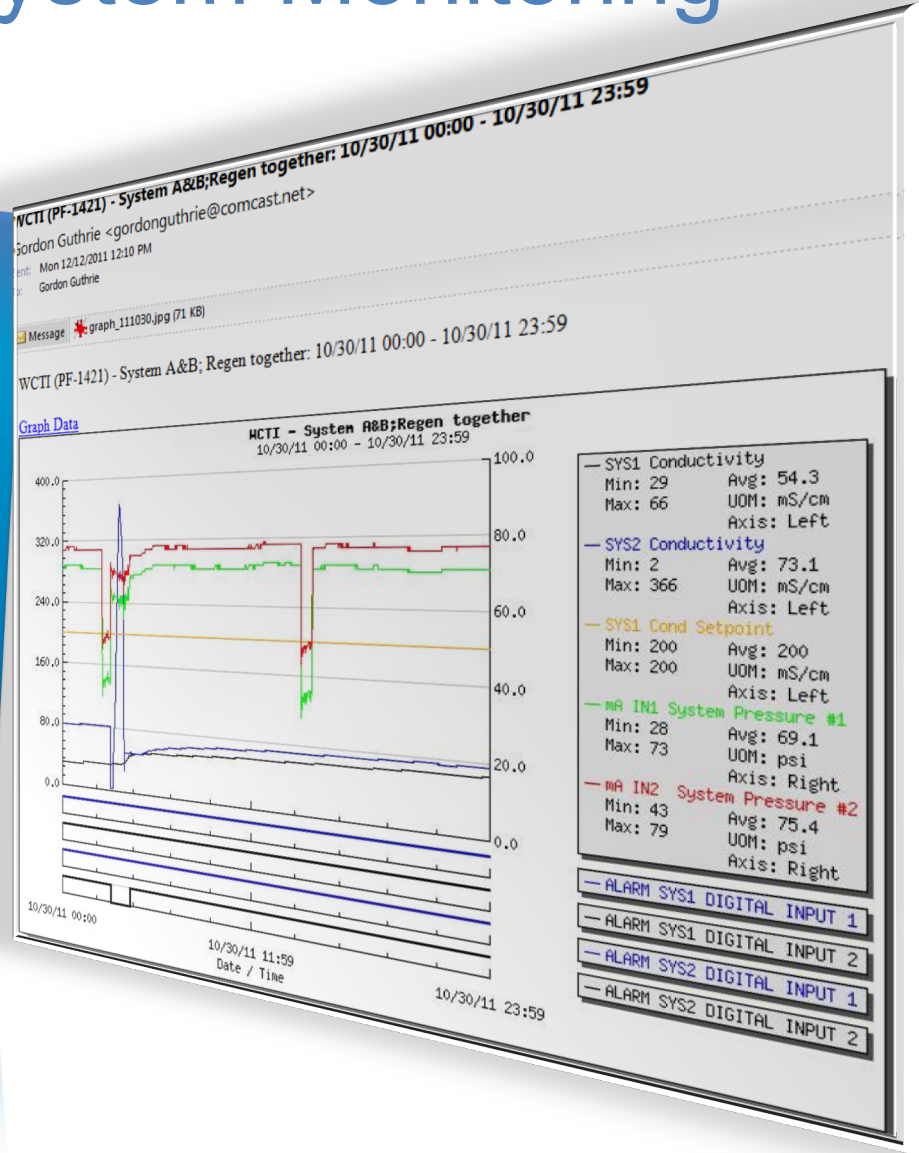 ystem Monitoring
WCTI (PF-1421) - System A&B;Regen together: 10/30/11 00:00 - 10/30/11 23:59
Gordon Guthrie <gordonguthrie@comcast.net>
ent: Mon 12/12/2011 12:10 PM
o: Gordon Guthrie
Message graph_111030.jpg (71 KB)
WCTI (PF-1421) - System A&B; Regen together: 10/30/11 00:00 - 10/30/11 23:59
Graph Data
WCTI - System A&B;Regen together
10/30/11 00:00 - 10/30/11 23:59
400.0
320.0
240.0
160.0
80.0
0.0
100.0
80.0
60.0
40.0
20.0
0.0
10/30/11 00:00
10/30/11 11:59
10/30/11 23:59
Date / Time
SYS1 Conductivity
Min: 29 Avg: 54.3
Max: 66 UOM: mS/cm
Axis: Left
SYS2 Conductivity
Min: 2 Avg: 73.1
Max: 366 UOM: mS/cm
Axis: Left
SYS1 Cond Setpoint
Min: 200 Avg: 200
Max: 200 UOM: mS/cm
Axis: Left
mA IN1 System Pressure #1
Min: 28 Avg: 69.1
Max: 73 UOM: psi
Axis: Right
mA IN2 System Pressure #2
Min: 43 Avg: 75.4
Max: 79 UOM: psi
Axis: Right
ALARM SYS1 DIGITAL INPUT 1
ALARM SYS1 DIGITAL INPUT 2
ALARM SYS2 DIGITAL INPUT 1
ALARM SYS2 DIGITAL INPUT 2